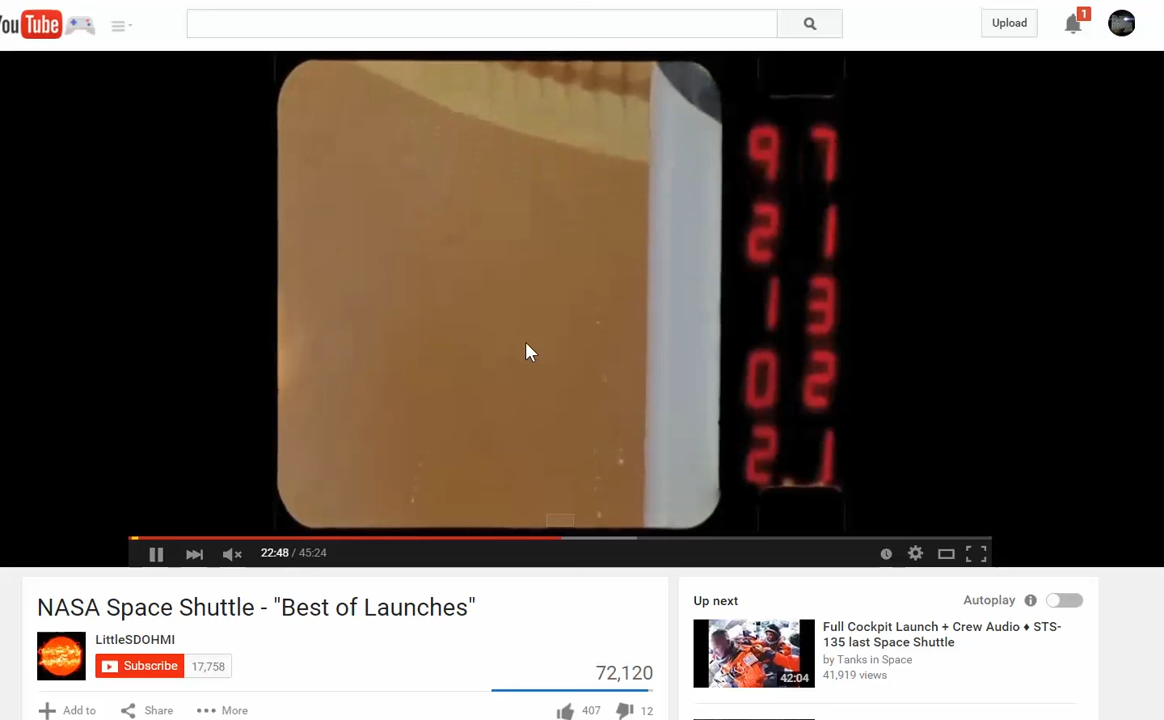 You Tube
Upload
1
9 7
2 1
1 3
0 2
2 1
22:48 / 45:24
NASA Space Shuttle - "Best of Launches"
LittleSDOHMI
Subscribe 17,758
72,120
Add to Share More 407 12
Up next Autoplay
Full Cockpit Launch + Crew Audio ♦ STS-
135 last Space Shuttle
by Tanks in Space
41,919 views
42:04